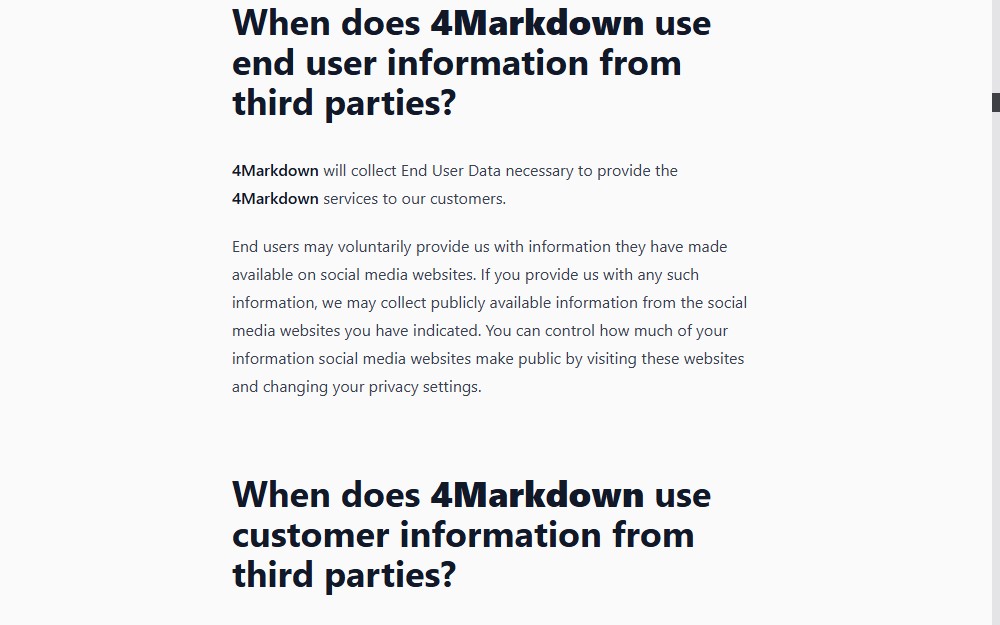 When does 4Markdown use
end user information from
third parties?
4Markdown will collect End User Data necessary to provide the
4Markdown services to our customers.
End users may voluntarily provide us with information they have made
available on social media websites. If you provide us with any such
information, we may collect publicly available information from the social
media websites you have indicated. You can control how much of your
information social media websites make public by visiting these websites
and changing your privacy settings.
When does 4Markdown use
customer information from
third parties?